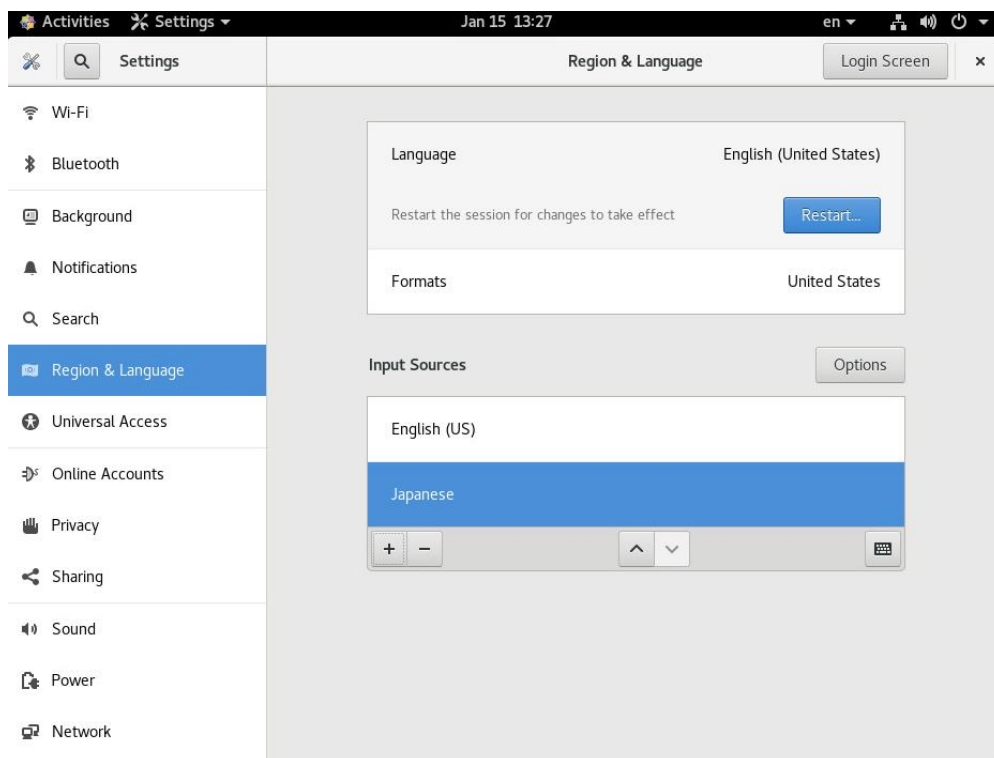 Activities Settings Jan 15 13:27 en
Settings Region & Language Login Screen
Wi-Fi
Bluetooth
Background
Notifications
Search
Region & Language
Universal Access
Online Accounts
Privacy
Sharing
Sound
Power
Network
Language English (United States)
Restart the session for changes to take effect Restart...
Formats United States
Input Sources Options
English (US)
Japanese